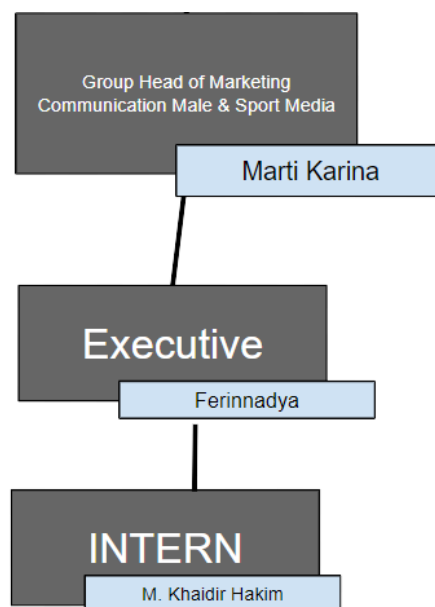 Group Head of Marketing
Communication Male & Sport Media
Marti Karina
Executive
Ferinnadya
INTERN
M. Khaidir Hakim